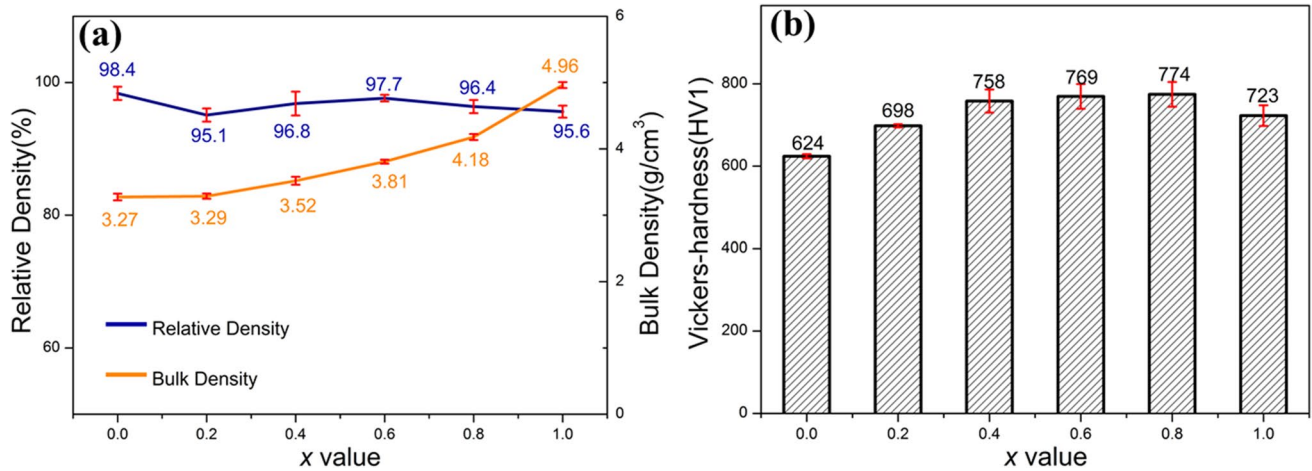 (a)
Relative Density(%)
100
80
60
98.4
95.1
96.8
97.7
96.4
95.6
3.27
3.29
3.52
3.81
4.18
4.96
Relative Density
Bulk Density
0.0 0.2 0.4 0.6 0.8 1.0
x value
6
4
2
0
Bulk Density(g/cm³)
(b)
Vickers-hardness(HV1)
800
600
400
200
0
624
698
758
769
774
723
0.0 0.2 0.4 0.6 0.8 1.0
x value